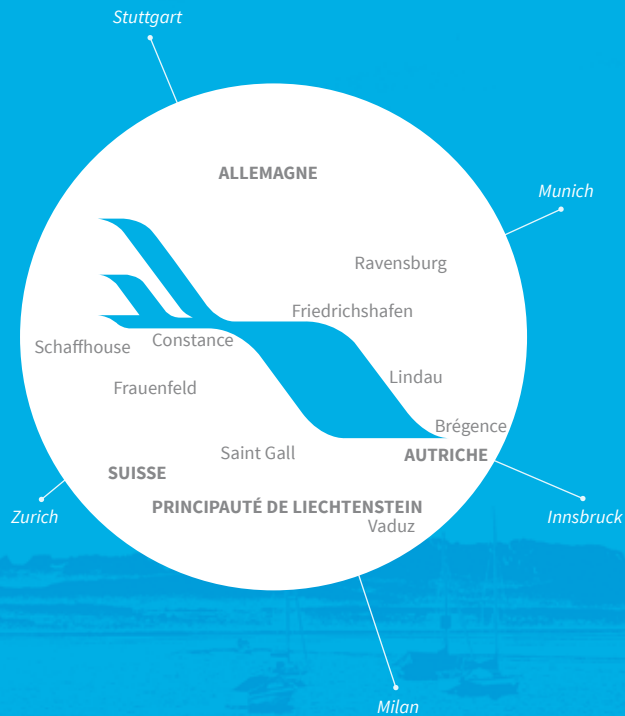 Stuttgart
ALLEMAGNE
Munich
Ravensburg
Friedrichshafen
Constance
Schaffhouse
Lindau
Frauenfeld
Brégence
Saint Gall
AUTRICHE
SUISSE
PRINCIPAUTÉ DE LIECHTENSTEIN
Zurich
Innsbruck
Vaduz
Milan